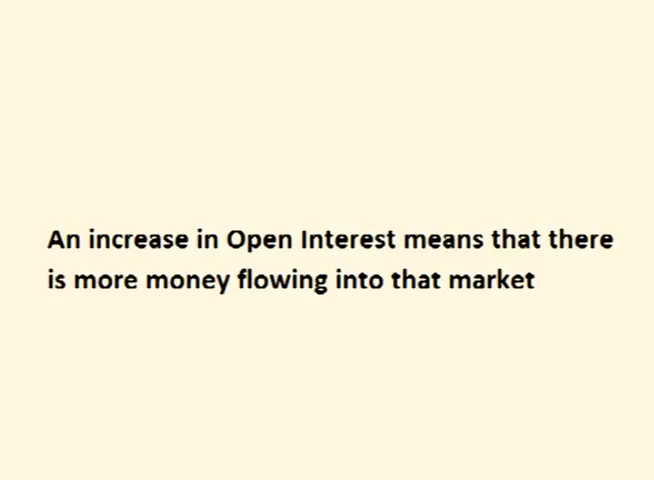 An increase in Open Interest means that there
is more money flowing into that market